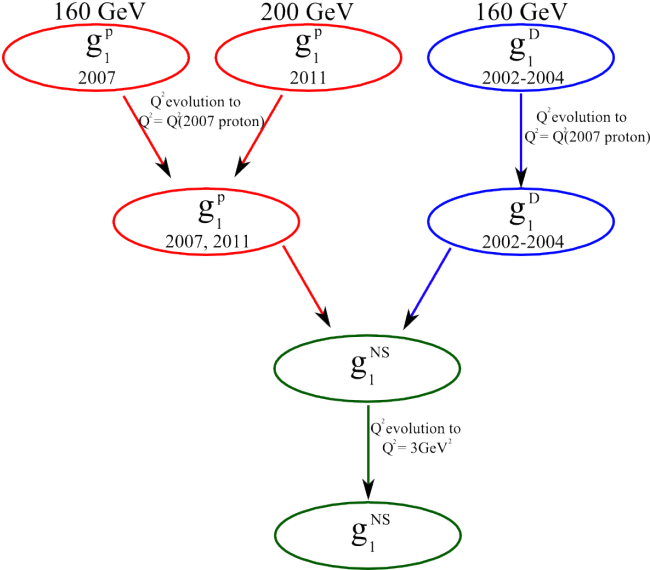 160 GeV 200 GeV 160 GeV
g₁ᵖ
2007
g₁ᵖ
2011
g₁ᴰ
2002-2004
Q² evolution to
Q² = Q²(2007 proton)
Q² evolution to
Q² = Q²(2007 proton)
g₁ᵖ
2007, 2011
g₁ᴰ
2002-2004
g₁ᴺˢ
Q² evolution to
Q² = 3GeV²
g₁ᴺˢ